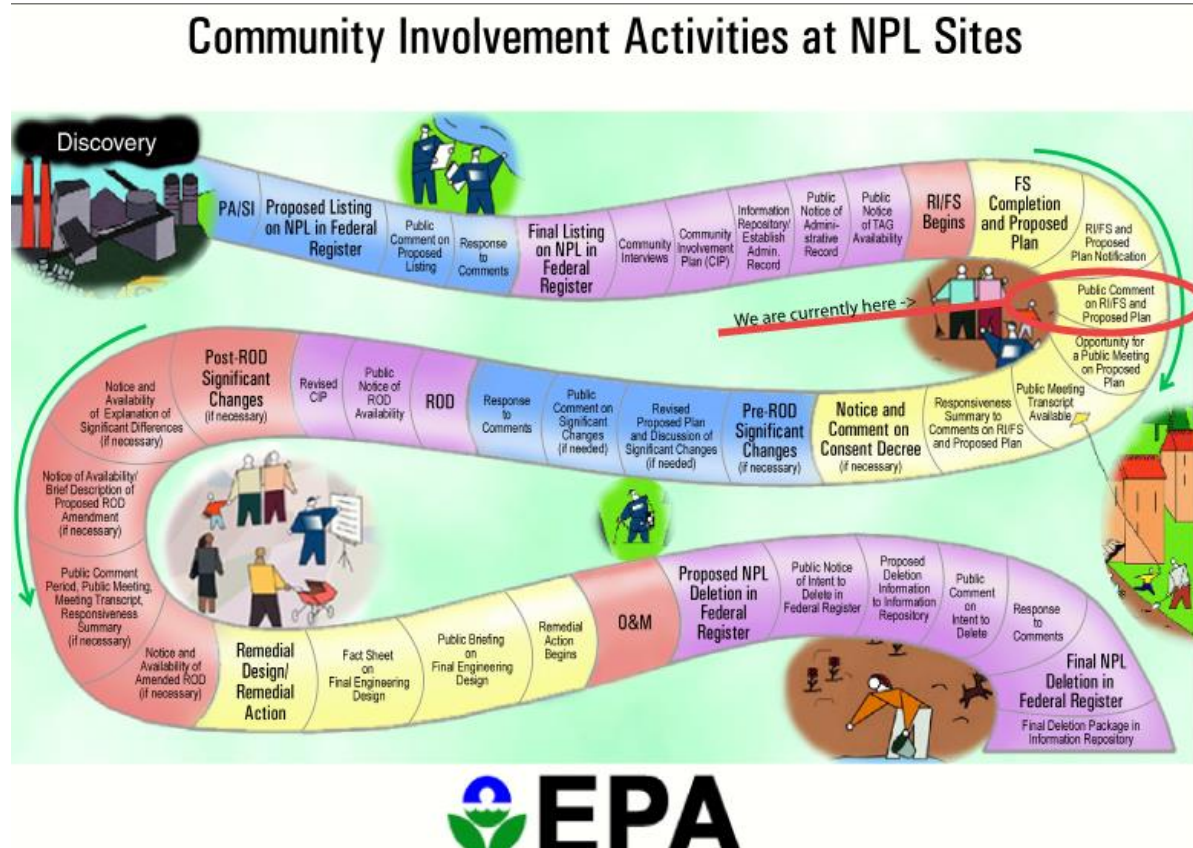 Community Involvement Activities at NPL Sites
Discovery
PA/SI
Proposed Listing
on NPL in Federal
Register
Public
Comment on
Proposed
Listing
Response
to
Comments
Final Listing
on NPL in
Federal
Register
Community
Interviews
Community
Involvement
Plan (CIP)
Information
Repository/
Establish
Admin.
Record
Public
Notice of
Admini-
strative
Record
Public
Notice
of TAG
Availability
RI/FS
Begins
FS
Completion
and Proposed
Plan
RI/FS and
Proposed
Plan Notification
We are currently here ->
Public Comment
on RI/FS and
Proposed Plan
Opportunity for
a Public Meeting
on Proposed
Plan
Public Meeting
Transcript
Available
Responsiveness
Summary to
Comments on RI/FS
and Proposed Plan
Notice and
Comment on
Consent Decree
(if necessary)
Pre-ROD
Significant
Changes
(if necessary)
Revised
Proposed Plan
and Discussion of
Significant Changes
(if needed)
Public
Comment on
Significant
Changes
(if needed)
Response
to
Comments
ROD
Public
Notice of
ROD
Availability
Revised
CIP
Post-ROD
Significant
Changes
(if necessary)
Notice and
Availability
of Explanation of
Significant Differences
(if necessary)
Notice of Availability/
Brief Description of
Proposed ROD
Amendment
(if necessary)
Public Comment
Period, Public Meeting,
Meeting Transcript,
Responsiveness
Summary
(if necessary)
Notice and
Availability of
Amended ROD
(if necessary)
Remedial
Design/
Remedial
Action
Fact Sheet
on
Final Engineering
Design
Public Briefing
on
Final Engineering
Design
Remedial
Action
Begins
O&M
Proposed NPL
Deletion in
Federal
Register
Public Notice
of Intent to
Delete in
Federal Register
Proposed
Deletion
Information
to Information
Repository
Public
Comment
on
Intent to
Delete
Response
to
Comments
Final NPL
Deletion in
Federal Register
Final Deletion Package in
Information Repository
EPA